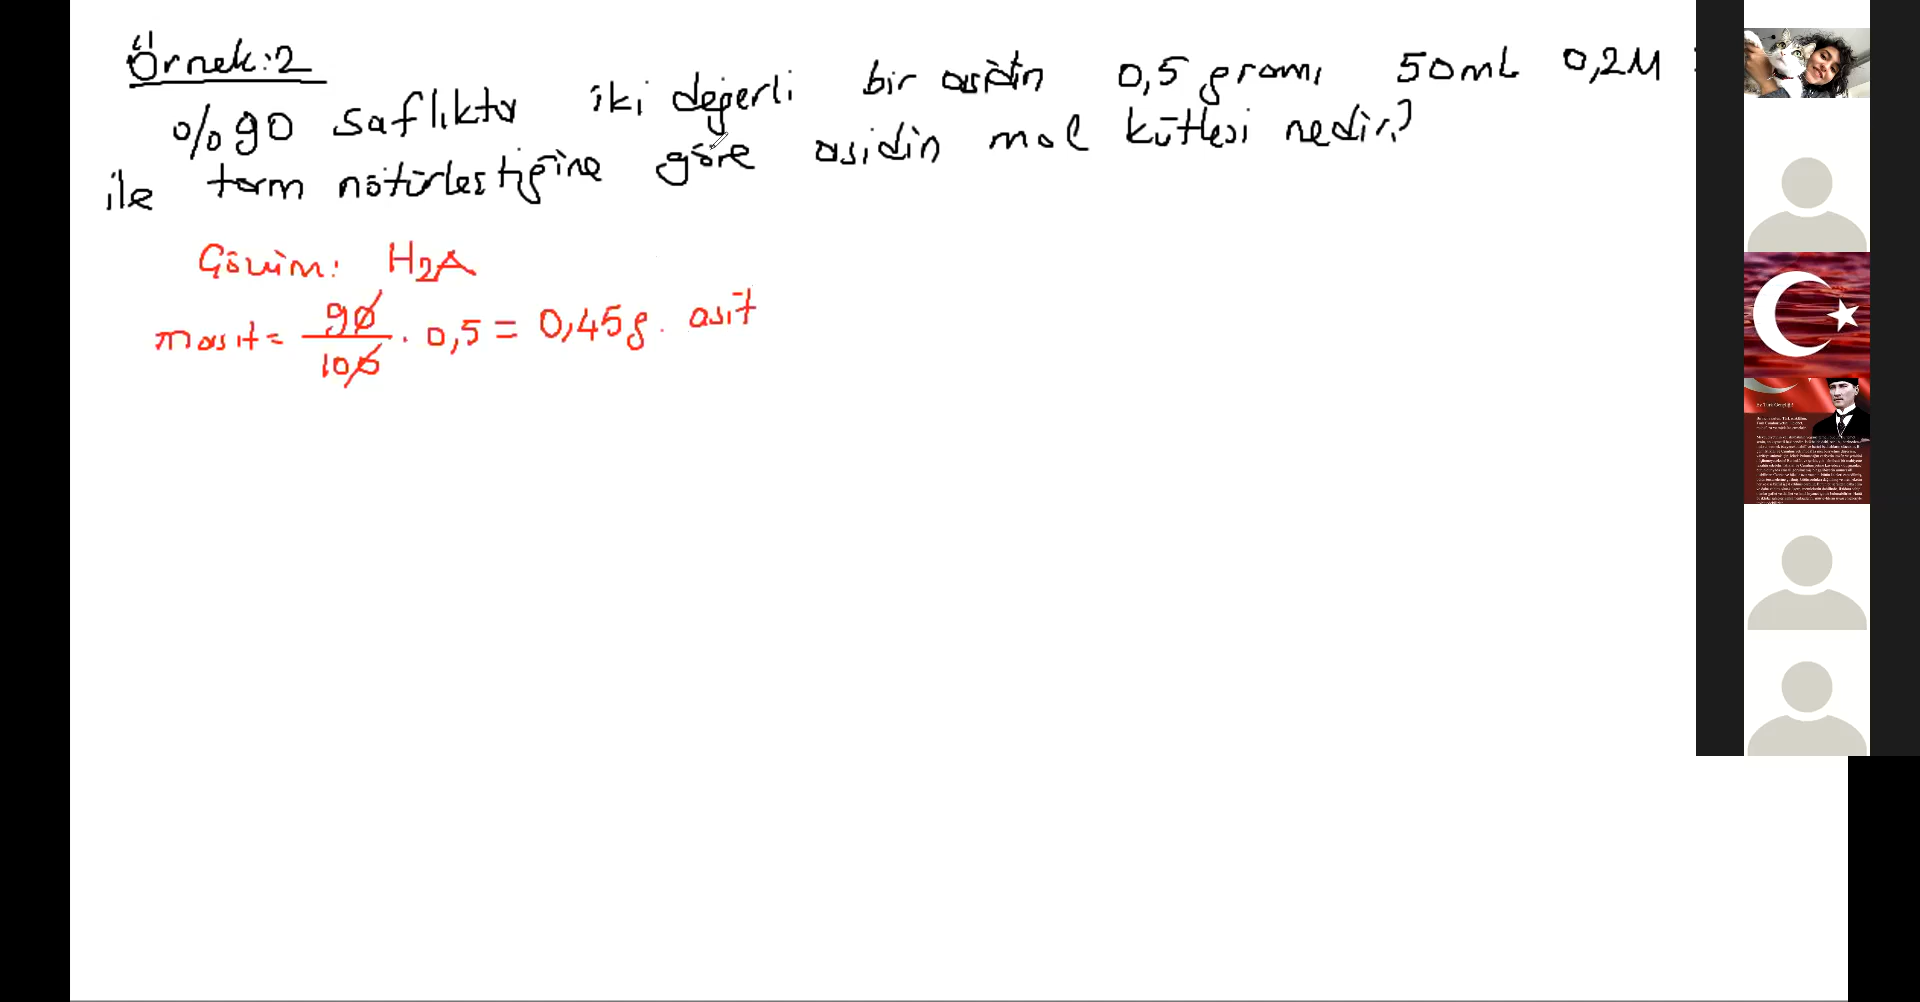 Örnek:2
%90 saflıkta iki değerli bir asidin 0,5 gramı 50mL 0,2M
ile tam nötürleştiğine göre asidin mol kütlesi nedir?
Çözüm: H2A
masit = 90/100 · 0,5 = 0,45g. asit